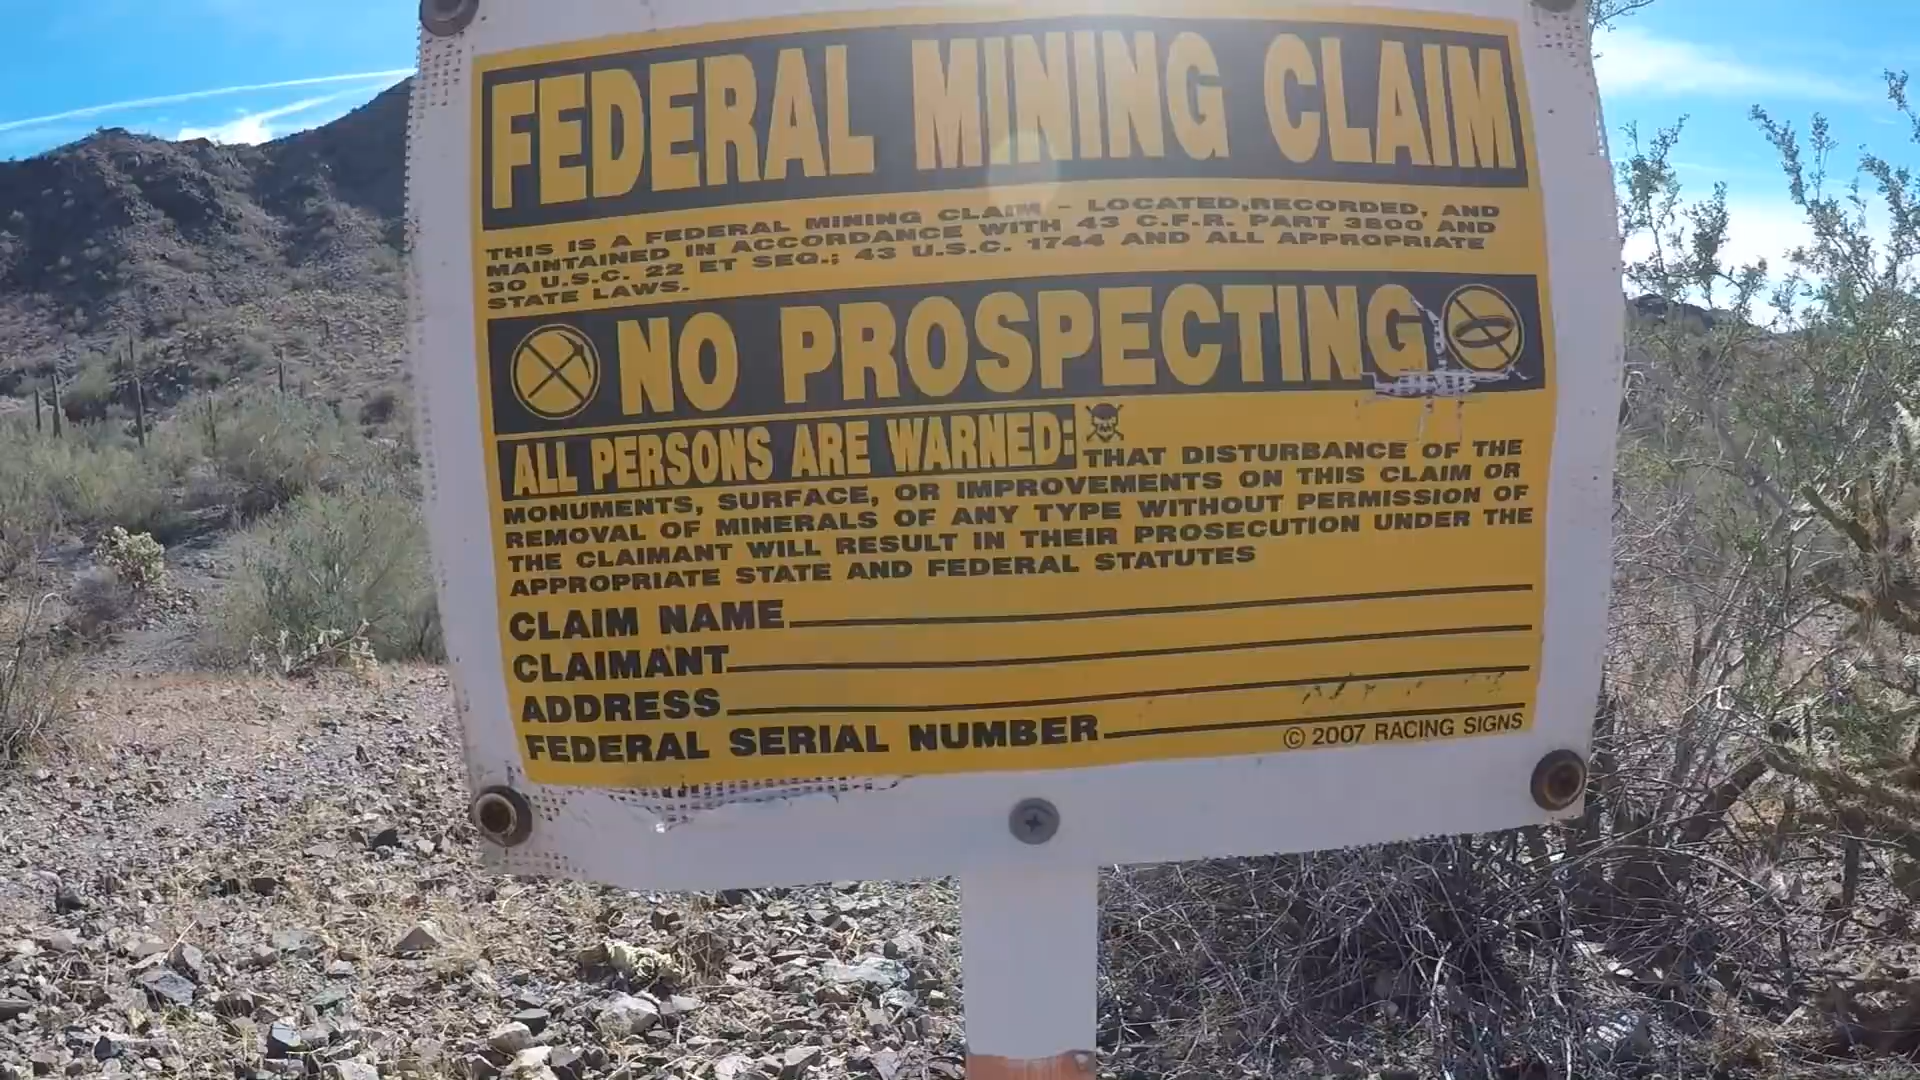 FEDERAL MINING CLAIM
THIS IS A FEDERAL MINING CLAIM - LOCATED,RECORDED, AND
MAINTAINED IN ACCORDANCE WITH 43 C.F.R. PART 3800 AND
30 U.S.C. 22 ET SEQ.; 43 U.S.C. 1744 AND ALL APPROPRIATE
STATE LAWS.
NO PROSPECTING
ALL PERSONS ARE WARNED: THAT DISTURBANCE OF THE
MONUMENTS, SURFACE, OR IMPROVEMENTS ON THIS CLAIM OR
REMOVAL OF MINERALS OF ANY TYPE WITHOUT PERMISSION OF
THE CLAIMANT WILL RESULT IN THEIR PROSECUTION UNDER THE
APPROPRIATE STATE AND FEDERAL STATUTES
CLAIM NAME
CLAIMANT
ADDRESS
FEDERAL SERIAL NUMBER
© 2007 RACING SIGNS